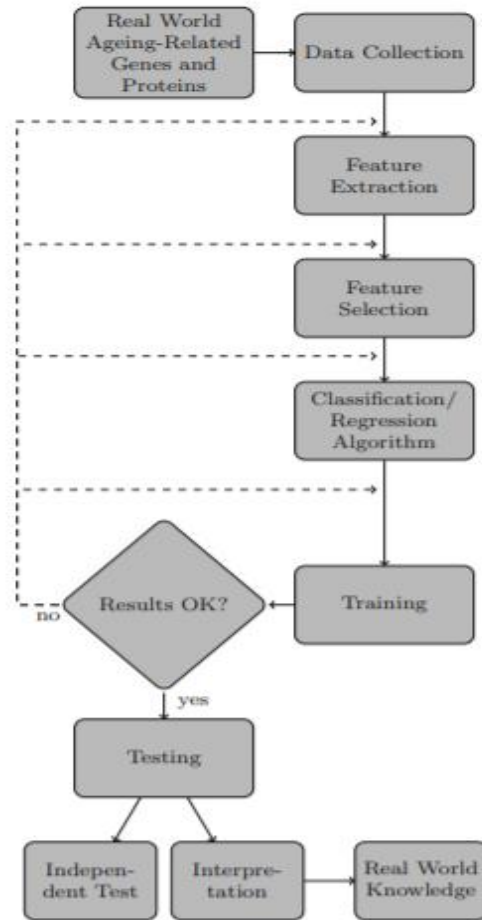 Real World
Ageing-Related
Genes and
Proteins
Data Collection
Feature
Extraction
Feature
Selection
Classification/
Regression
Algorithm
Training
Results OK?
no
yes
Testing
Indepen-
dent Test
Interpre-
tation
Real World
Knowledge